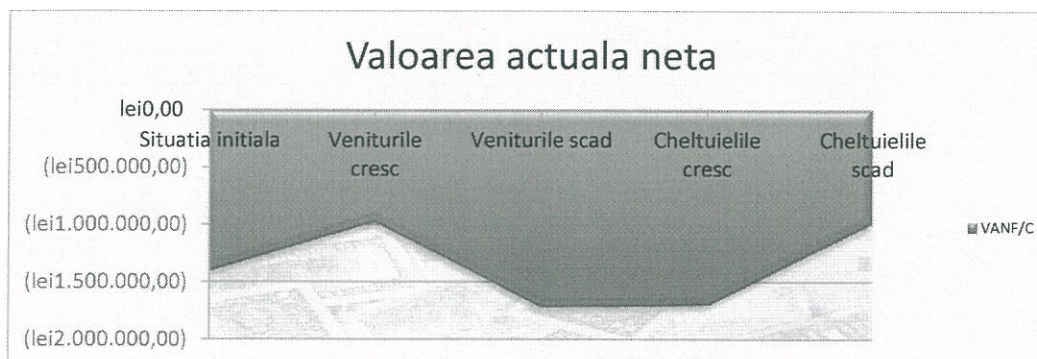 Valoarea actuala neta
lei0,00
Situatia initiala
Veniturile
cresc
Veniturile scad
Cheltuielile
cresc
Cheltuielile
scad
(lei500.000,00)
(lei1.000.000,00)
(lei1.500.000,00)
(lei2.000.000,00)
VANF/C